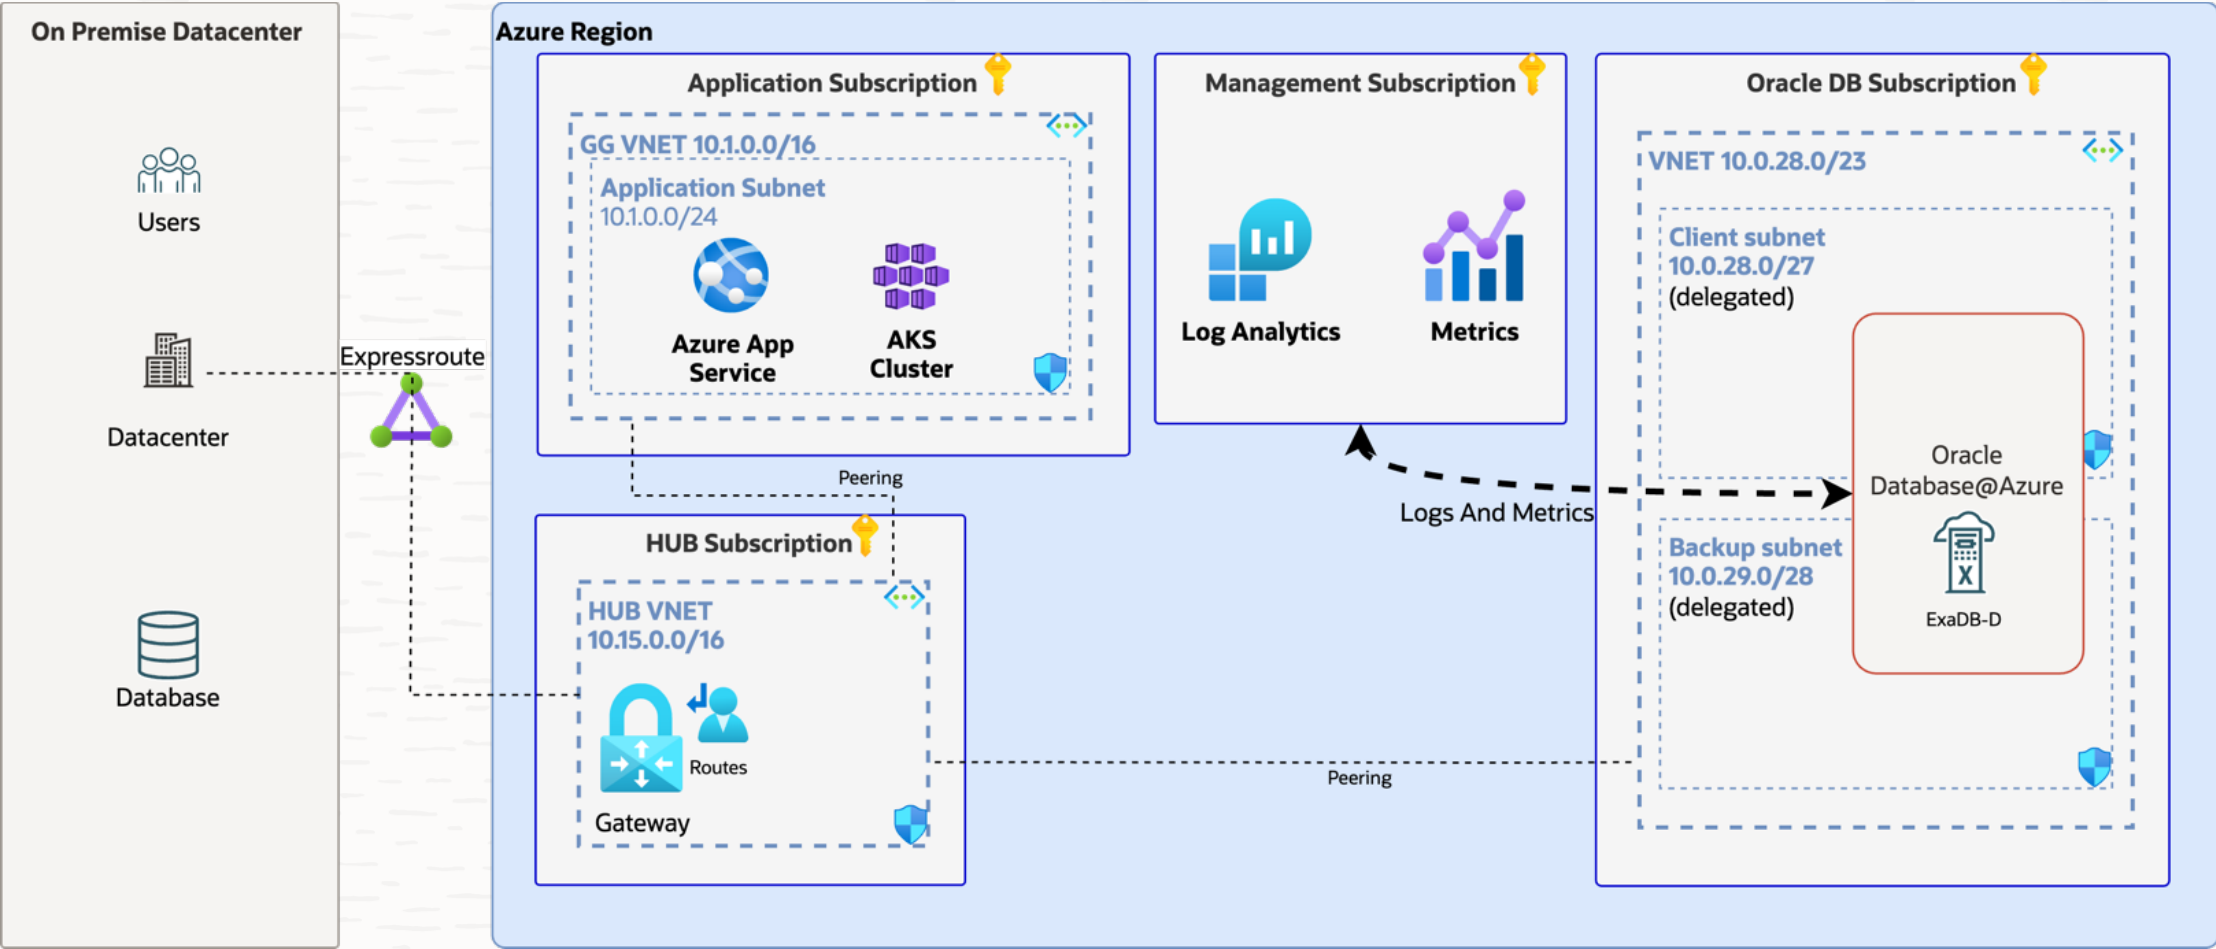 On Premise Datacenter
Users
Datacenter
Database
Expressroute
Azure Region
Application Subscription
GG VNET 10.1.0.0/16
Application Subnet
10.1.0.0/24
Azure App
Service
AKS
Cluster
Peering
HUB Subscription
HUB VNET
10.15.0.0/16
Routes
Gateway
Management Subscription
Log Analytics
Metrics
Logs And Metrics
Peering
Oracle DB Subscription
VNET 10.0.28.0/23
Client subnet
10.0.28.0/27
(delegated)
Oracle
Database@Azure
X
ExaDB-D
Backup subnet
10.0.29.0/28
(delegated)